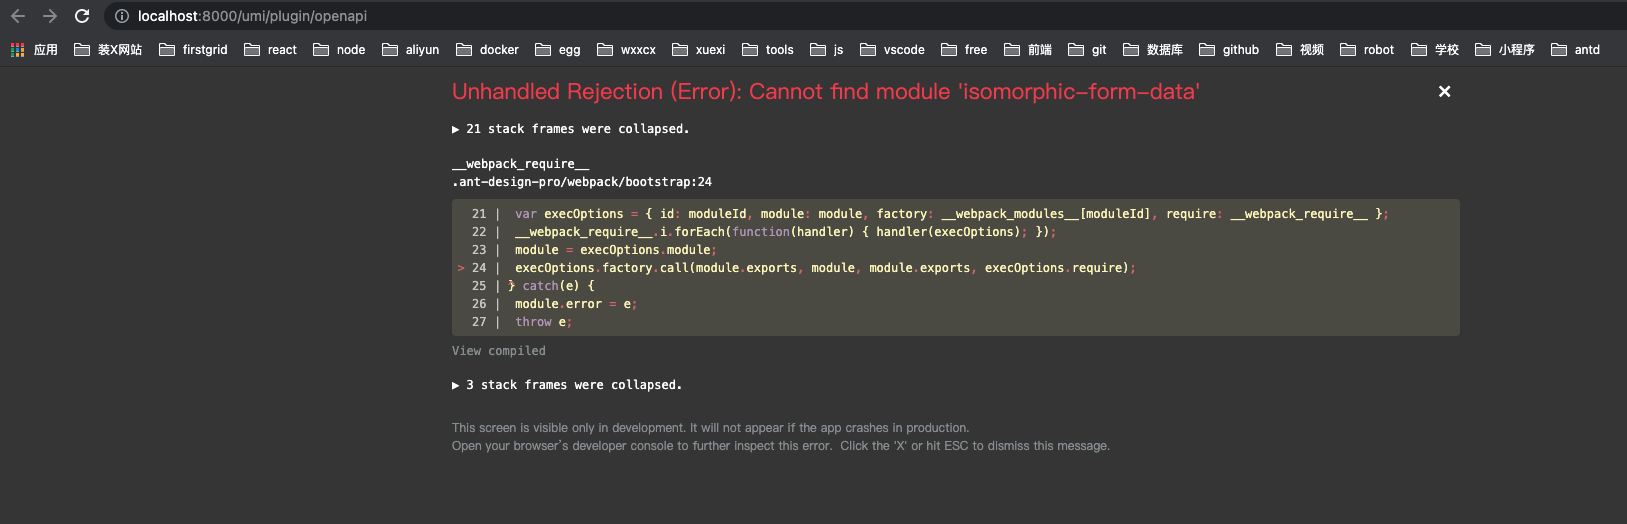 localhost:8000/umi/plugin/openapi
应用 装X网站 firstgrid react node aliyun docker egg wxxcx xuexi tools js vscode free 前端 git 数据库 github 视频 robot 学校 小程序 antd
Unhandled Rejection (Error): Cannot find module 'isomorphic-form-data'
▶ 21 stack frames were collapsed.
__webpack_require__
.ant-design-pro/webpack/bootstrap:24
21 | var execOptions = { id: moduleId, module: module, factory: __webpack_modules__[moduleId], require: __webpack_require__ };
22 | __webpack_require__.i.forEach(function(handler) { handler(execOptions); });
23 | module = execOptions.module;
> 24 | execOptions.factory.call(module.exports, module, module.exports, execOptions.require);
25 | } catch(e) {
26 | module.error = e;
27 | throw e;
View compiled
▶ 3 stack frames were collapsed.
This screen is visible only in development. It will not appear if the app crashes in production.
Open your browser's developer console to further inspect this error. Click the 'X' or hit ESC to dismiss this message.